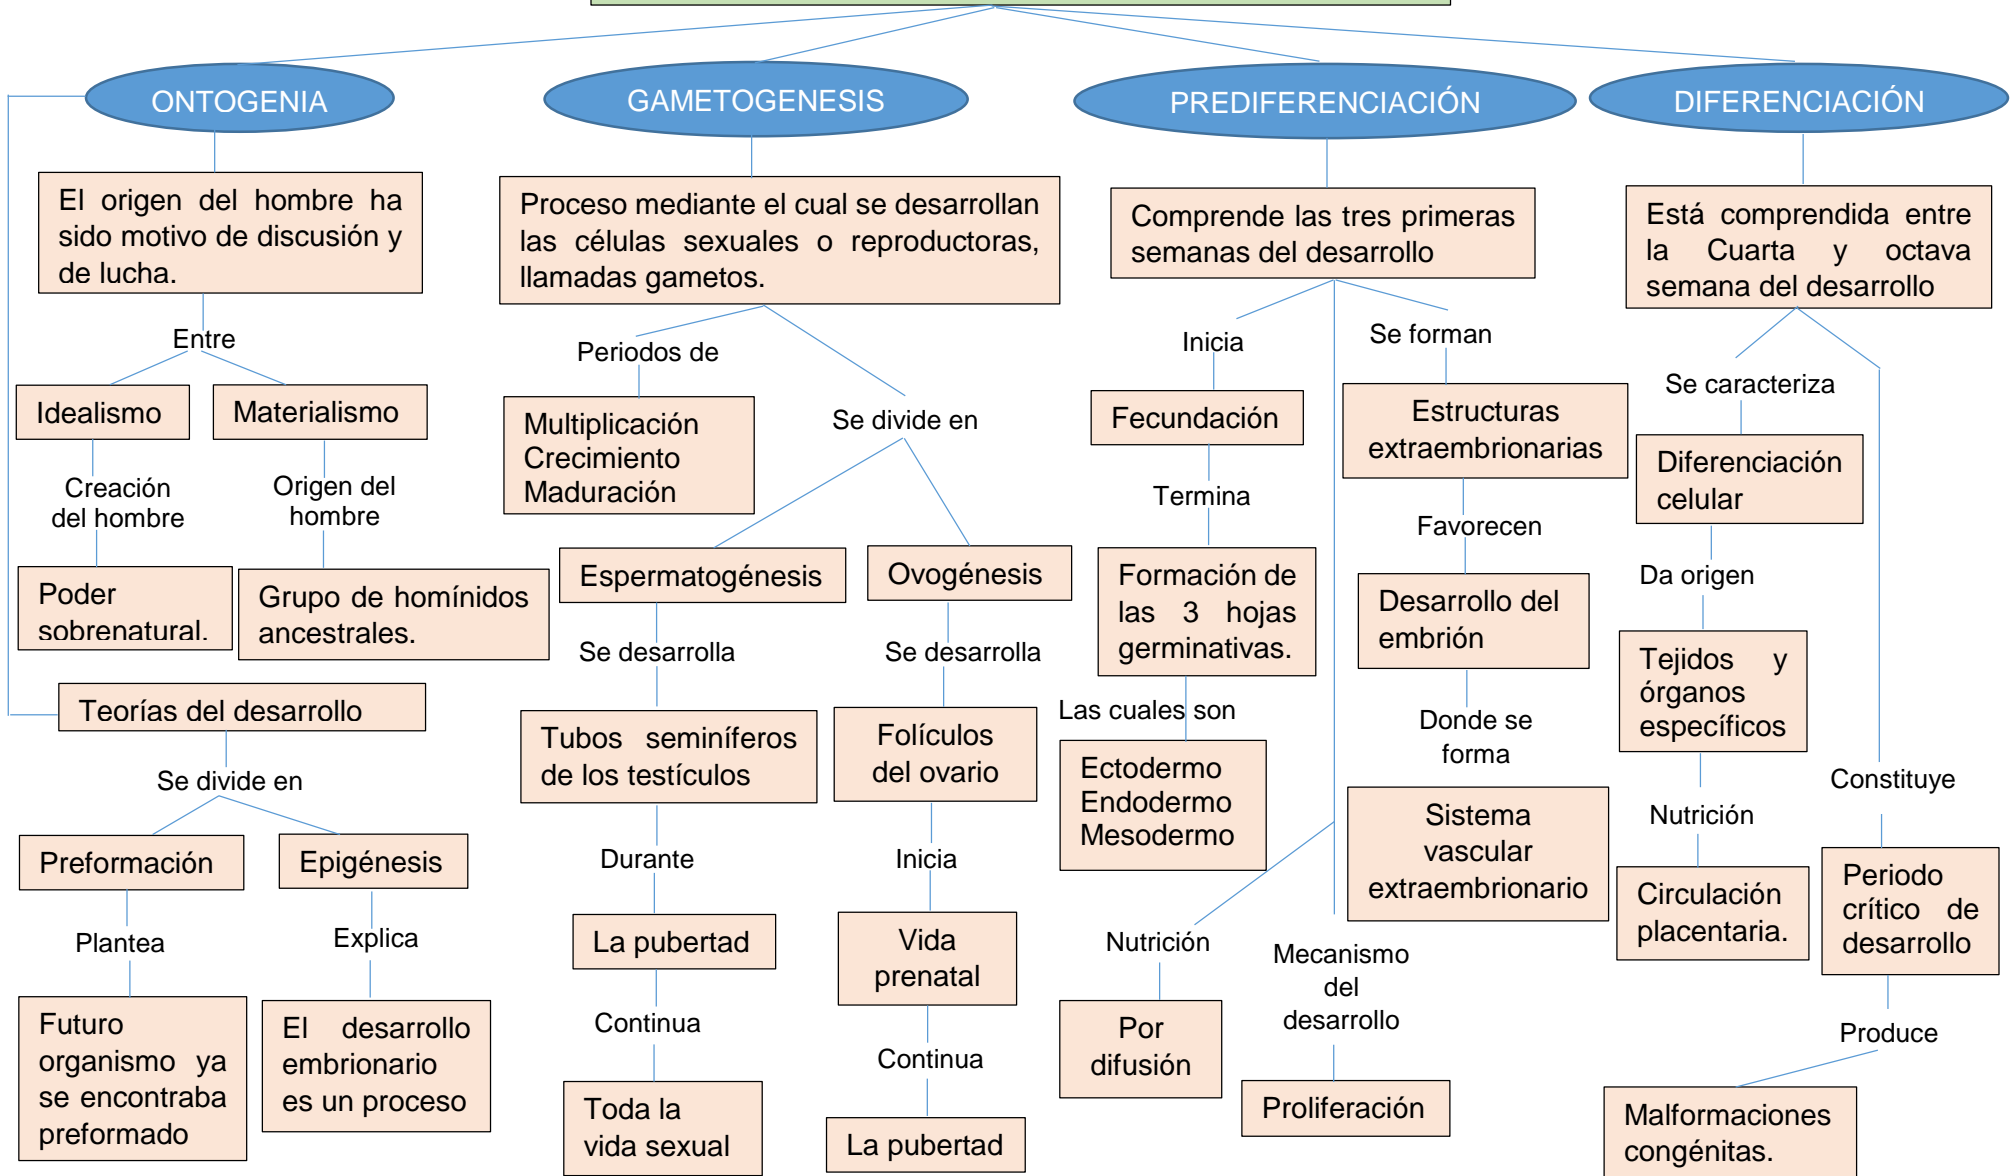 ONTOGENIA
El origen del hombre ha
sido motivo de discusión y
de lucha.
Entre
Idealismo
Creación
del hombre
Poder
sobrenatural.
Materialismo
Origen del
hombre
Grupo de homínidos
ancestrales.
Teorías del desarrollo
Se divide en
Preformación
Plantea
Futuro
organismo ya
se encontraba
preformado
Epigénesis
Explica
El desarrollo
embrionario
es un proceso
GAMETOGENESIS
Proceso mediante el cual se desarrollan
las células sexuales o reproductoras,
llamadas gametos.
Periodos de
Multiplicación
Crecimiento
Maduración
Se divide en
Espermatogénesis
Se desarrolla
Tubos seminíferos
de los testículos
Durante
La pubertad
Continua
Toda la
vida sexual
Ovogénesis
Se desarrolla
Folículos
del ovario
Inicia
Vida
prenatal
Continua
La pubertad
PREDIFERENCIACIÓN
Comprende las tres primeras
semanas del desarrollo
Inicia
Fecundación
Termina
Formación de
las 3 hojas
germinativas.
Las cuales son
Ectodermo
Endodermo
Mesodermo
Nutrición
Por
difusión
Mecanismo
del
desarrollo
Proliferación
Se forman
Estructuras
extraembrionarias
Favorecen
Desarrollo del
embrión
Donde se
forma
Sistema
vascular
extraembrionario
DIFERENCIACIÓN
Está comprendida entre
la Cuarta y octava
semana del desarrollo
Se caracteriza
Diferenciación
celular
Da origen
Tejidos y
órganos
específicos
Nutrición
Circulación
placentaria.
Constituye
Periodo
crítico de
desarrollo
Produce
Malformaciones
congénitas.